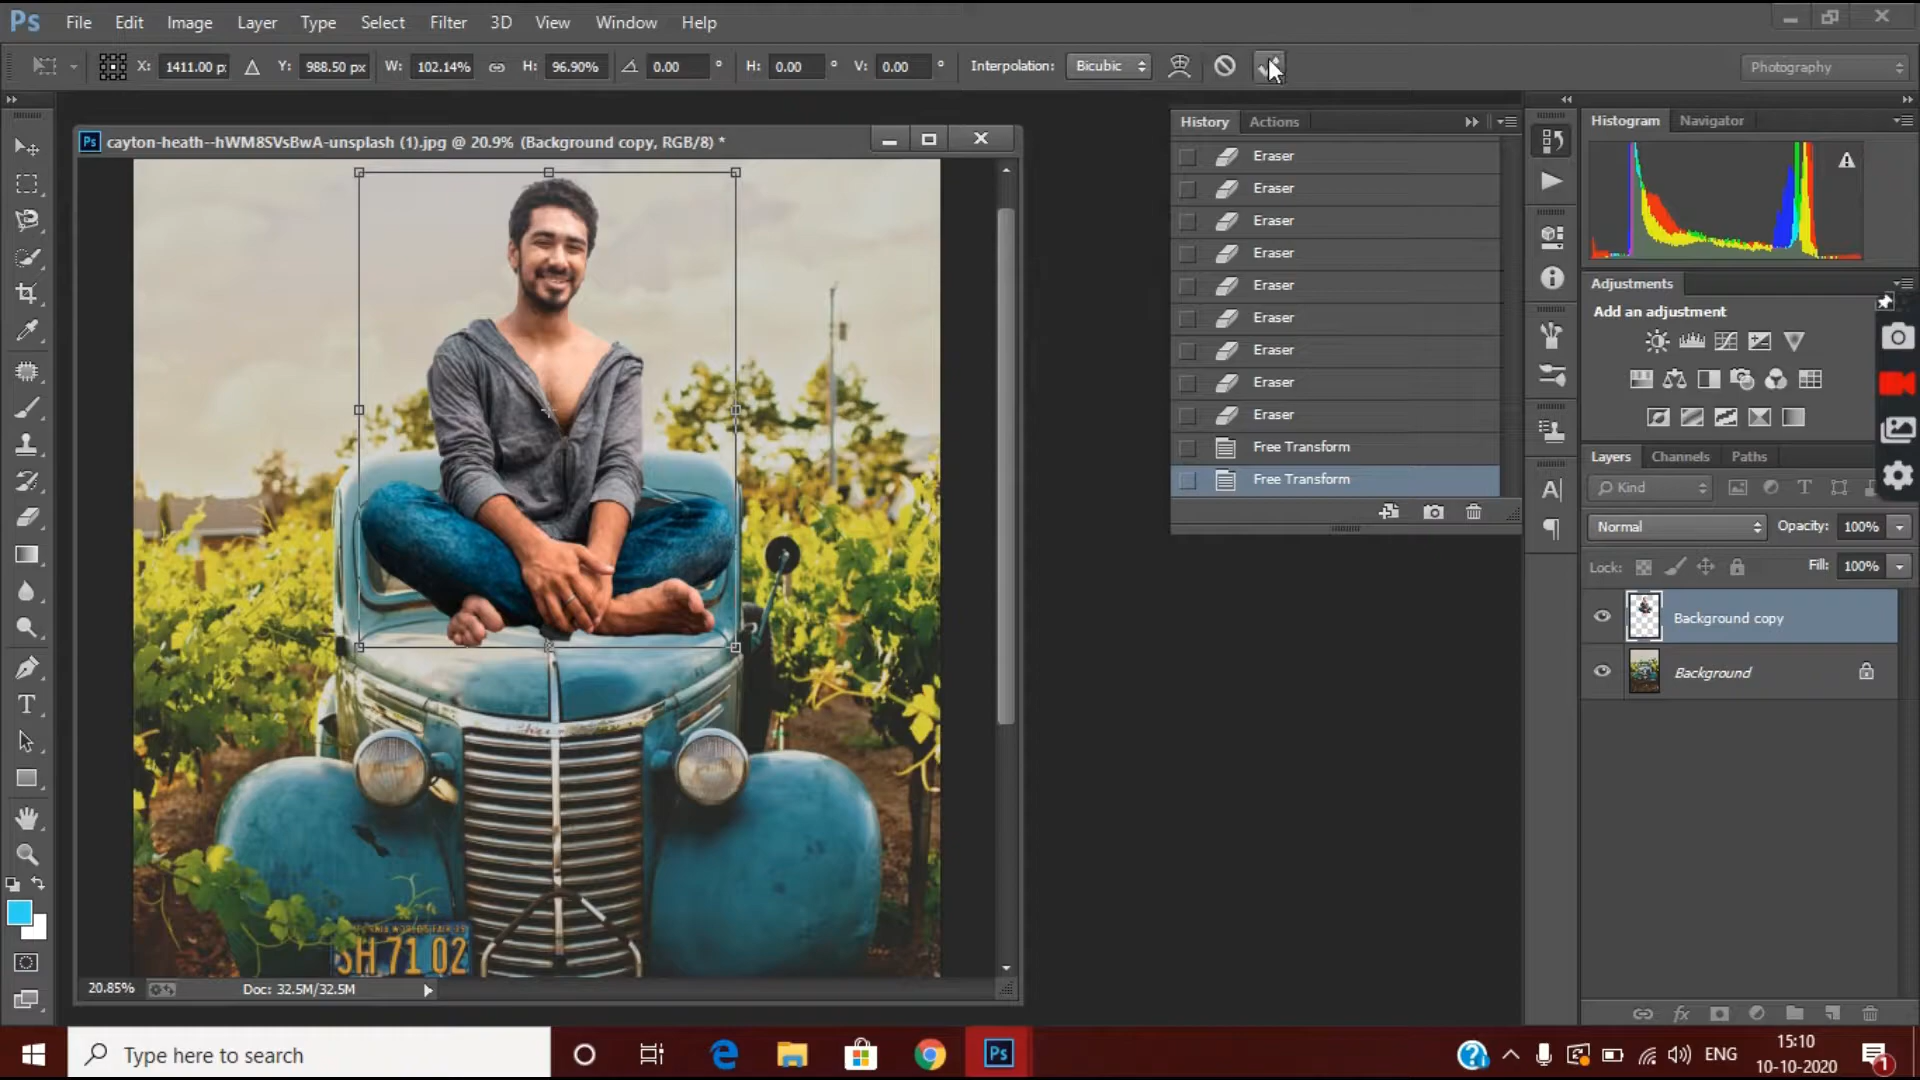 Ps File Edit Image Layer Type Select Filter 3D View Window Help
X: 1411.00 p Y: 988.50 px W: 102.14% H: 96.90% 0.00 ° H: 0.00 ° V: 0.00 ° Interpolation: Bicubic Photography
Ps cayton-heath--hWM8SVsBwA-unsplash (1).jpg @ 20.9% (Background copy, RGB/8) *
History Actions
Eraser
Eraser
Eraser
Eraser
Eraser
Eraser
Eraser
Eraser
Eraser
Free Transform
Free Transform
Histogram Navigator
Adjustments
Add an adjustment
Layers Channels Paths
Kind
Normal Opacity: 100%
Lock: Fill: 100%
Background copy
Background
SH 71 02
20.85% Doc: 32.5M/32.5M
Type here to search
Ps
ENG
15:10
10-10-2020
1